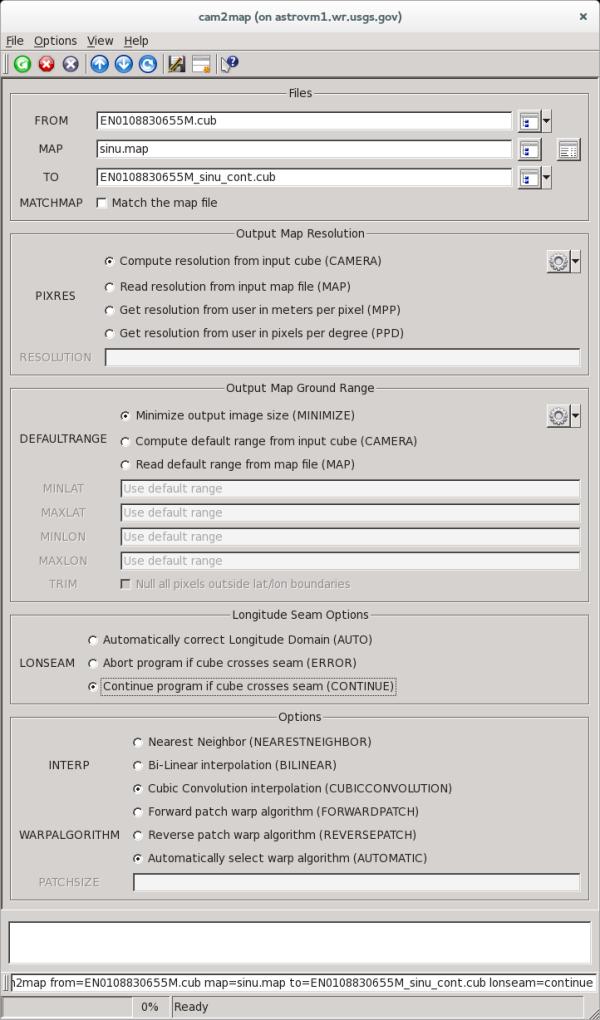 cam2map (on astrovm1.wr.usgs.gov)
File Options View Help
Files
FROM EN0108830655M.cub
MAP sinu.map
TO EN0108830655M_sinu_cont.cub
MATCHMAP Match the map file
Output Map Resolution
Compute resolution from input cube (CAMERA)
Read resolution from input map file (MAP)
PIXRES
Get resolution from user in meters per pixel (MPP)
Get resolution from user in pixels per degree (PPD)
RESOLUTION
Output Map Ground Range
Minimize output image size (MINIMIZE)
DEFAULTRANGE Compute default range from input cube (CAMERA)
Read default range from map file (MAP)
MINLAT Use default range
MAXLAT Use default range
MINLON Use default range
MAXLON Use default range
TRIM Null all pixels outside lat/lon boundaries
Longitude Seam Options
Automatically correct Longitude Domain (AUTO)
LONSEAM Abort program if cube crosses seam (ERROR)
Continue program if cube crosses seam (CONTINUE)
Options
Nearest Neighbor (NEARESTNEIGHBOR)
INTERP Bi-Linear interpolation (BILINEAR)
Cubic Convolution interpolation (CUBICCONVOLUTION)
Forward patch warp algorithm (FORWARDPATCH)
WARPALGORITHM Reverse patch warp algorithm (REVERSEPATCH)
Automatically select warp algorithm (AUTOMATIC)
PATCHSIZE
n2map from=EN0108830655M.cub map=sinu.map to=EN0108830655M_sinu_cont.cub lonseam=continue
0% Ready